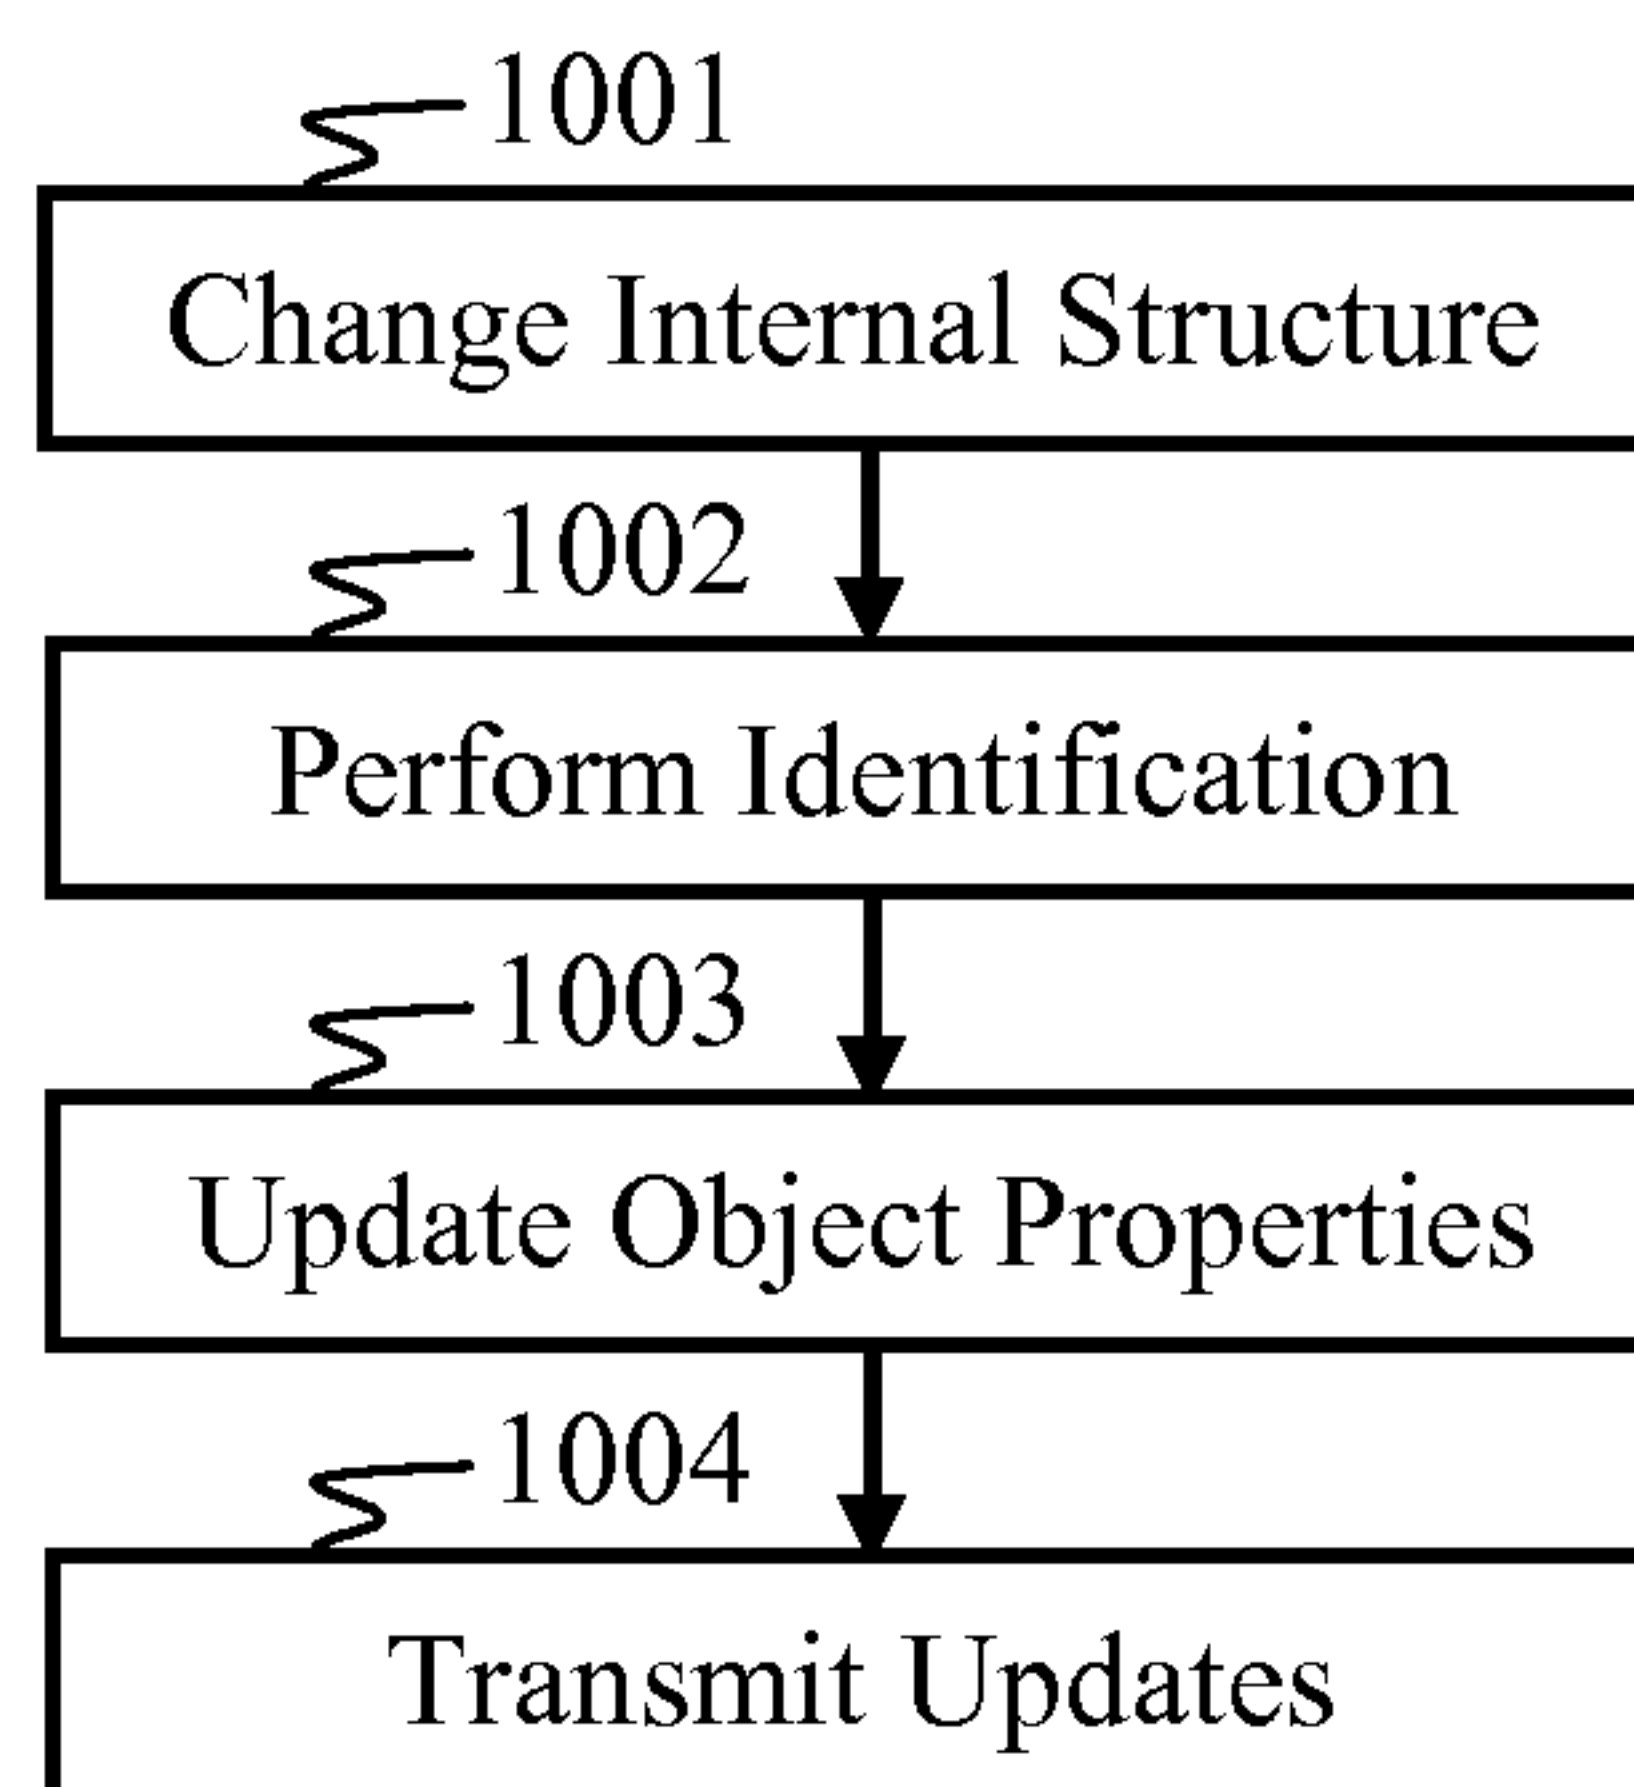 1001
Change Internal Structure
1002
Perform Identification
1003
Update Object Properties
1004
Transmit Updates